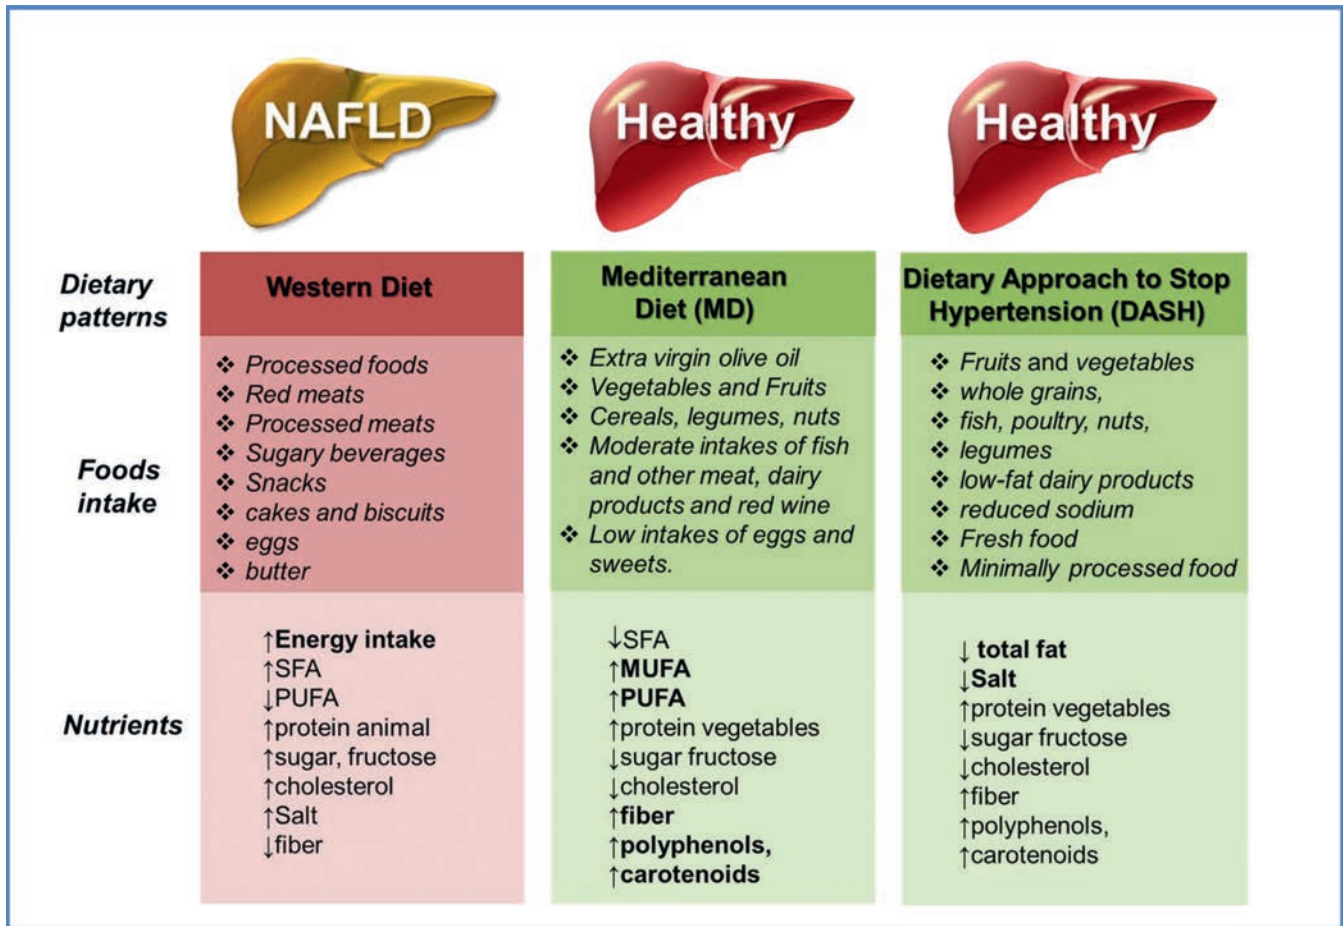 NAFLD
Healthy
Healthy
Dietary
patterns
Western Diet
Mediterranean
Diet (MD)
Dietary Approach to Stop
Hypertension (DASH)
Foods
intake
❖ Processed foods
❖ Red meats
❖ Processed meats
❖ Sugary beverages
❖ Snacks
❖ cakes and biscuits
❖ eggs
❖ butter
❖ Extra virgin olive oil
❖ Vegetables and Fruits
❖ Cereals, legumes, nuts
❖ Moderate intakes of fish
and other meat, dairy
products and red wine
❖ Low intakes of eggs and
sweets.
❖ Fruits and vegetables
❖ whole grains,
❖ fish, poultry, nuts,
❖ legumes
❖ low-fat dairy products
❖ reduced sodium
❖ Fresh food
❖ Minimally processed food
Nutrients
↑Energy intake
↑SFA
↓PUFA
↑protein animal
↑sugar, fructose
↑cholesterol
↑Salt
↓fiber
↓SFA
↑MUFA
↑PUFA
↑protein vegetables
↓sugar fructose
↓cholesterol
↑fiber
↑polyphenols,
↑carotenoids
↓ total fat
↓Salt
↑protein vegetables
↓sugar fructose
↓cholesterol
↑fiber
↑polyphenols,
↑carotenoids